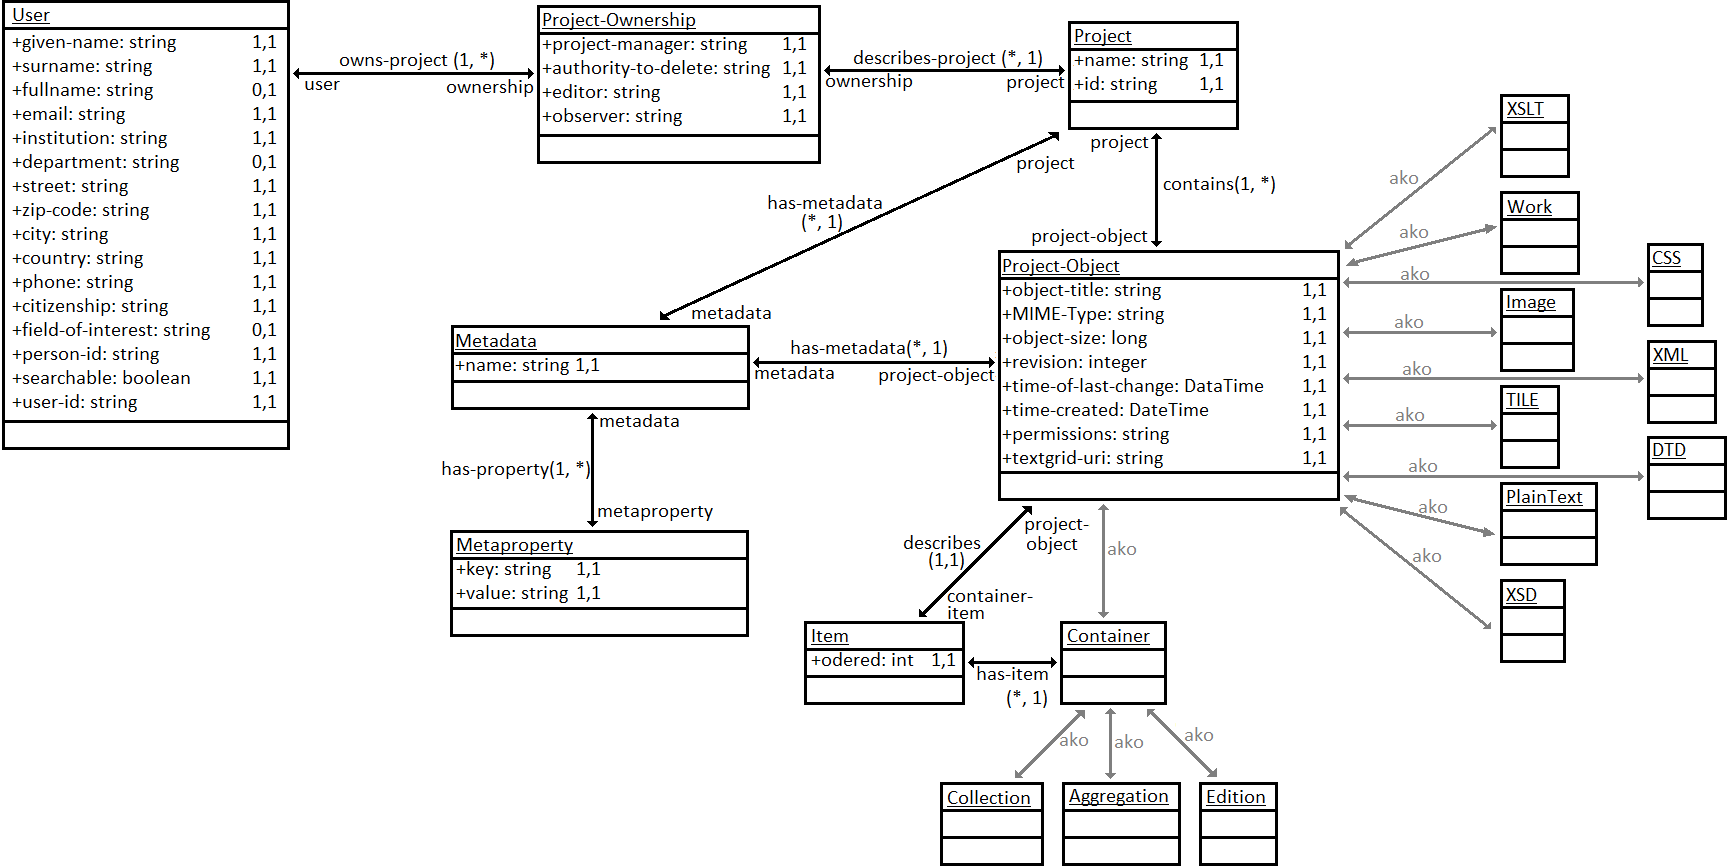 User
+given-name: string 1,1
+surname: string 1,1
+fullname: string 0,1
+email: string 1,1
+institution: string 1,1
+department: string 0,1
+street: string 1,1
+zip-code: string 1,1
+city: string 1,1
+country: string 1,1
+phone: string 1,1
+citizenship: string 1,1
+field-of-interest: string 0,1
+person-id: string 1,1
+searchable: boolean 1,1
+user-id: string 1,1
owns-project (1, *)
user
ownership
Project-Ownership
+project-manager: string 1,1
+authority-to-delete: string 1,1
+editor: string 1,1
+observer: string 1,1
describes-project (*, 1)
ownership
project
Project
+name: string 1,1
+id: string 1,1
project
has-metadata
(*, 1)
metadata
project
contains(1, *)
project-object
Metadata
+name: string 1,1
has-metadata(*, 1)
metadata
project-object
metadata
has-property(1, *)
metaproperty
Metaproperty
+key: string 1,1
+value: string 1,1
Project-Object
+object-title: string 1,1
+MIME-Type: string 1,1
+object-size: long 1,1
+revision: integer 1,1
+time-of-last-change: DataTime 1,1
+time-created: DateTime 1,1
+permissions: string 1,1
+textgrid-uri: string 1,1
ako
XSLT
ako
Work
ako
CSS
ako
Image
ako
XML
ako
TILE
ako
DTD
ako
PlainText
ako
XSD
project-
object
describes
(1,1)
container-
item
ako
Item
+odered: int 1,1
has-item
(*, 1)
Container
ako
ako
ako
Collection
Aggregation
Edition